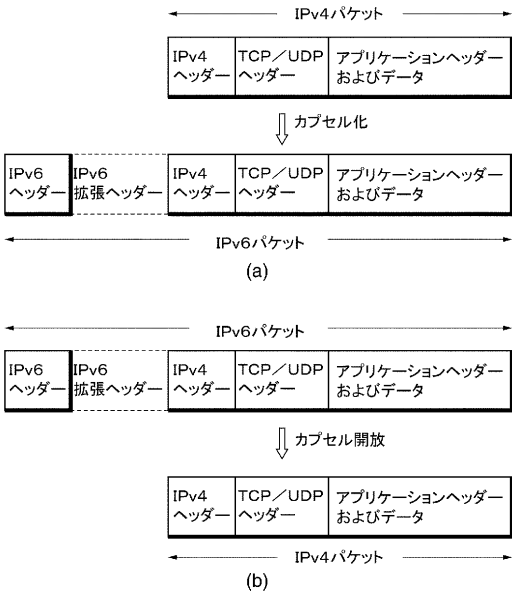 IPv4パケット
IPv4 TCP/UDP アプリケーションヘッダー
ヘッダー ヘッダー およびデータ
カプセル化
IPv6 IPv6 IPv4 TCP/UDP アプリケーションヘッダー
ヘッダー 拡張ヘッダー ヘッダー ヘッダー およびデータ
IPv6パケット
(a)
IPv6パケット
IPv6 IPv6 IPv4 TCP/UDP アプリケーションヘッダー
ヘッダー 拡張ヘッダー ヘッダー ヘッダー およびデータ
カプセル開放
IPv4 TCP/UDP アプリケーションヘッダー
ヘッダー ヘッダー およびデータ
IPv4パケット
(b)